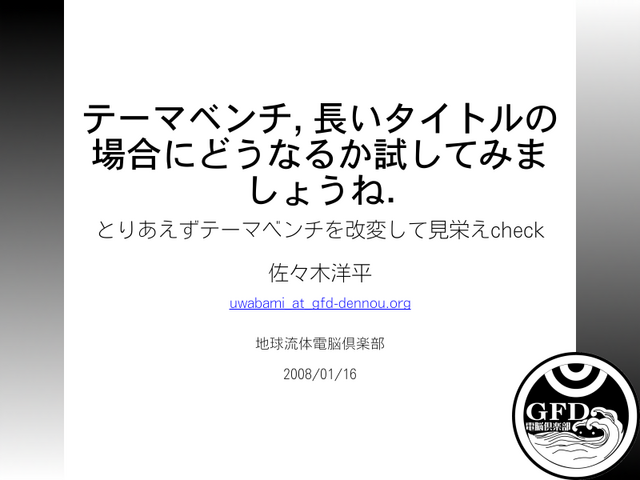 テーマベンチ, 長いタイトルの
場合にどうなるか試してみま
しょうね.
とりあえずテーマベンチを改変して見栄えcheck
佐々木洋平
uwabami_at_gfd-dennou.org
地球流体電脳倶楽部
2008/01/16
GFD
電脳倶楽部